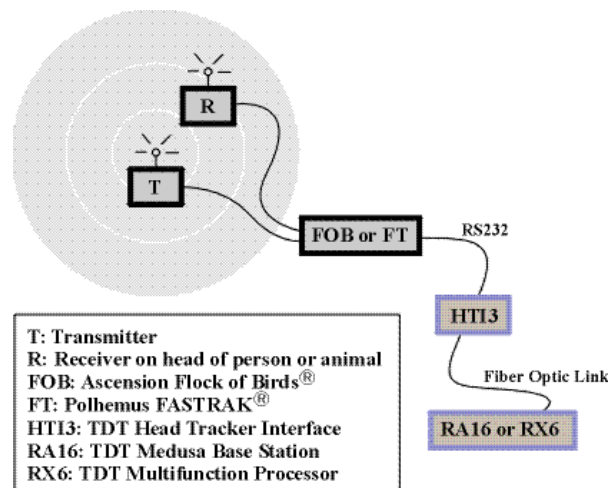 R
T
FOB or FT
RS232
HTI3
Fiber Optic Link
RA16 or RX6
T: Transmitter
R: Receiver on head of person or animal
FOB: Ascension Flock of Birds®
FT: Polhemus FASTRAK®
HTI3: TDT Head Tracker Interface
RA16: TDT Medusa Base Station
RX6: TDT Multifunction Processor